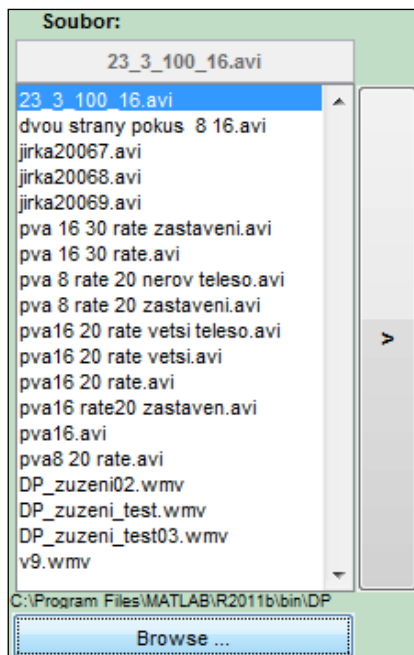 Soubor:
23_3_100_16.avi
23_3_100_16.avi
dvou strany pokus  8 16.avi
jirka20067.avi
jirka20068.avi
jirka20069.avi
pva 16 30 rate zastaveni.avi
pva 16 30 rate.avi
pva 8 rate 20 nerov teleso.avi
pva 8 rate 20 zastaveni.avi
pva16 20 rate vetsi teleso.avi
pva16 20 rate vetsi.avi
pva16 20 rate.avi
pva16 rate20 zastaven.avi
pva16.avi
pva8 20 rate.avi
DP_zuzeni02.wmv
DP_zuzeni_test.wmv
DP_zuzeni_test03.wmv
v9.wmv
>
C:\Program Files\MATLAB\R2011b\bin\DP
Browse ...